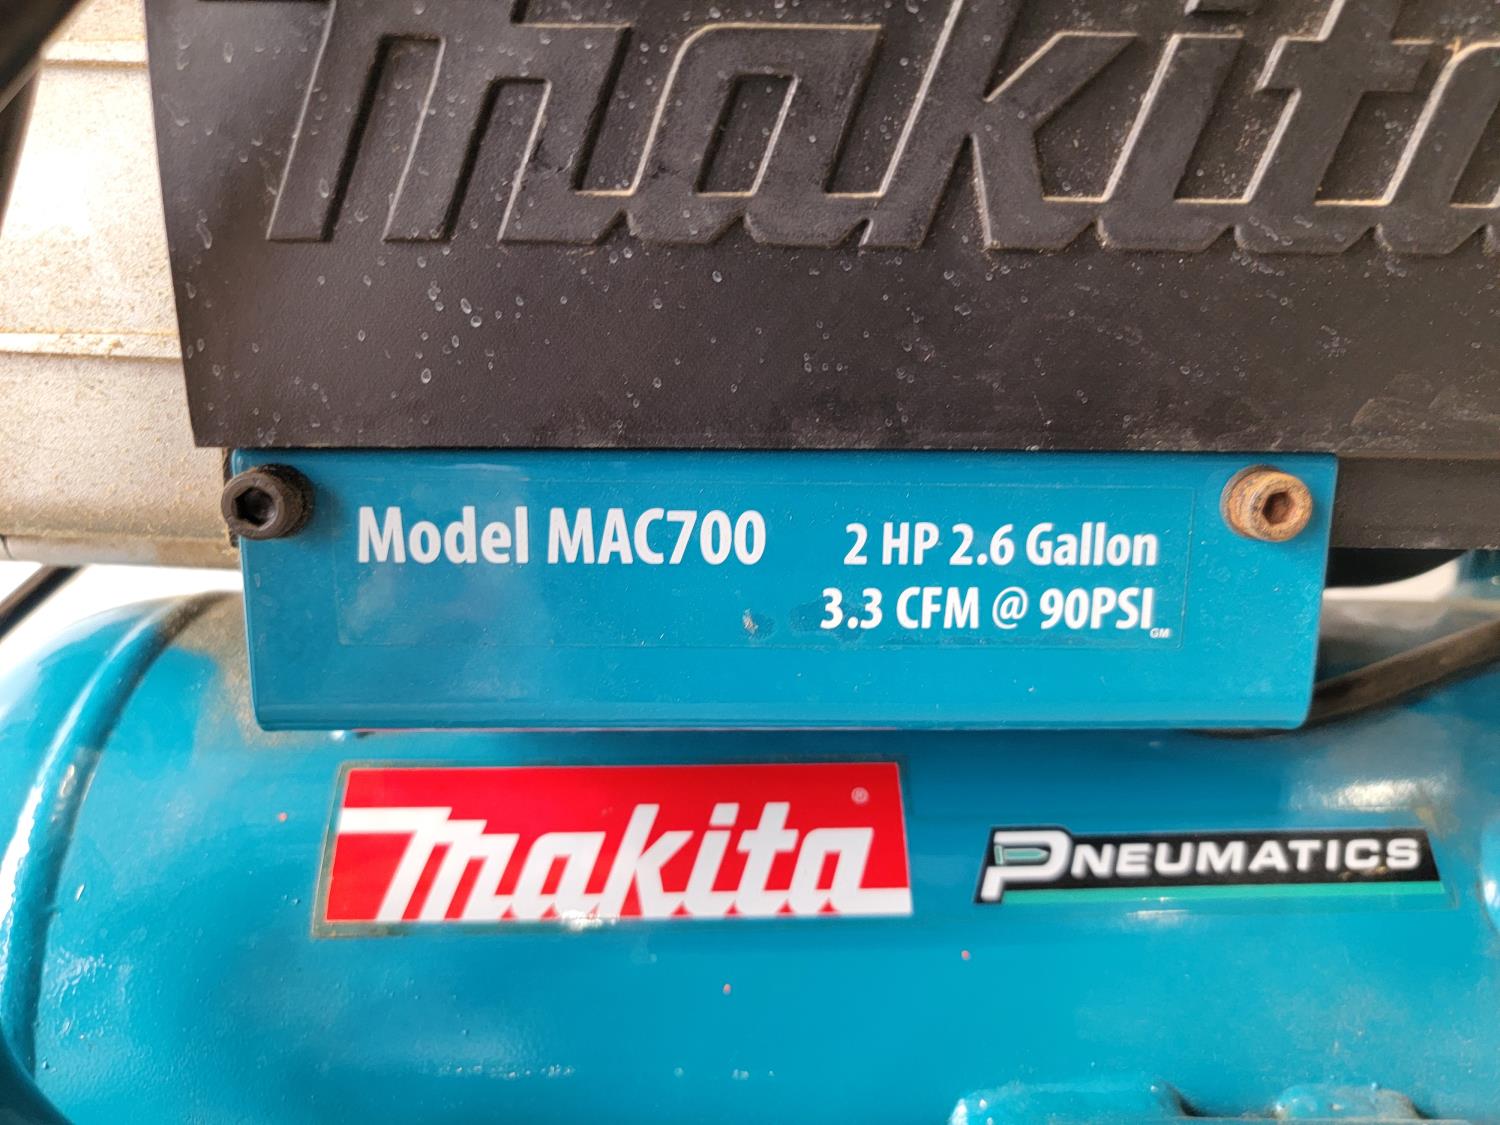 makita
Model MAC700
2 HP 2.6 Gallon
3.3 CFM @ 90PSI
GM
makita®
PNEUMATICS